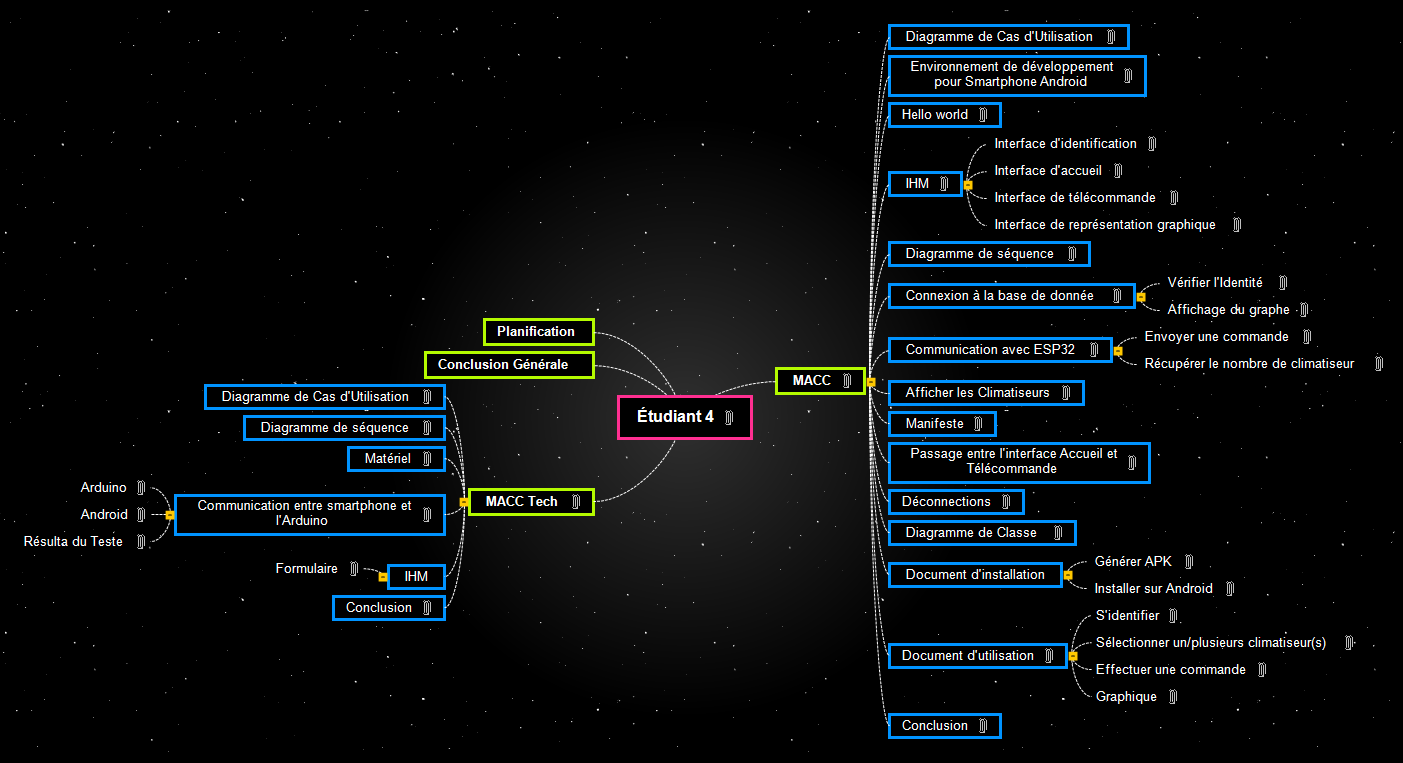 Étudiant 4
MACC
Diagramme de Cas d'Utilisation
Environnement de développement
pour Smartphone Android
Hello world
IHM
Interface d'identification
Interface d'accueil
Interface de télécommande
Interface de représentation graphique
Diagramme de séquence
Connexion à la base de donnée
Vérifier l'Identité
Affichage du graphe
Communication avec ESP32
Envoyer une commande
Récupérer le nombre de climatiseur
Afficher les Climatiseurs
Manifeste
Passage entre l'interface Accueil et
Télécommande
Déconnections
Diagramme de Classe
Document d'installation
Générer APK
Installer sur Android
Document d'utilisation
S'identifier
Sélectionner un/plusieurs climatiseur(s)
Effectuer une commande
Graphique
Conclusion
Planification
Conclusion Générale
MACC Tech
Diagramme de Cas d'Utilisation
Diagramme de séquence
Matériel
Communication entre smartphone et
l'Arduino
Arduino
Android
Résulta du Teste
IHM
Formulaire
Conclusion